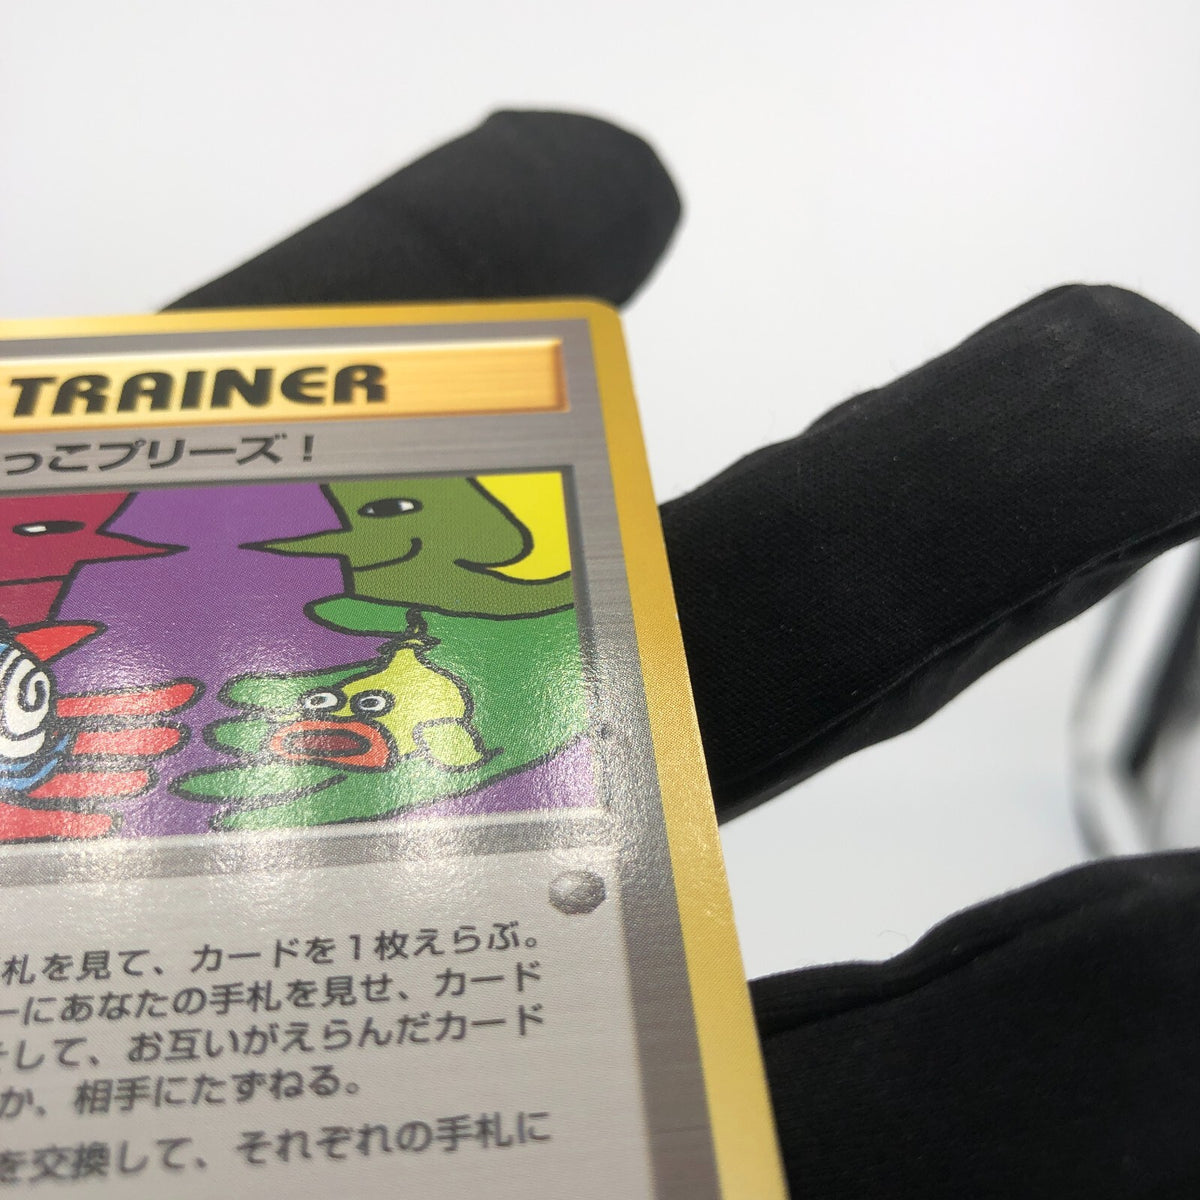 TRAINER
っこプリーズ!
札を見て、カードを1枚えらぶ。
ーにあなたの手札を見せ、カード
そして、お互いがえらんだカード
か、相手にたずねる。
を交換して、それぞれの手札に